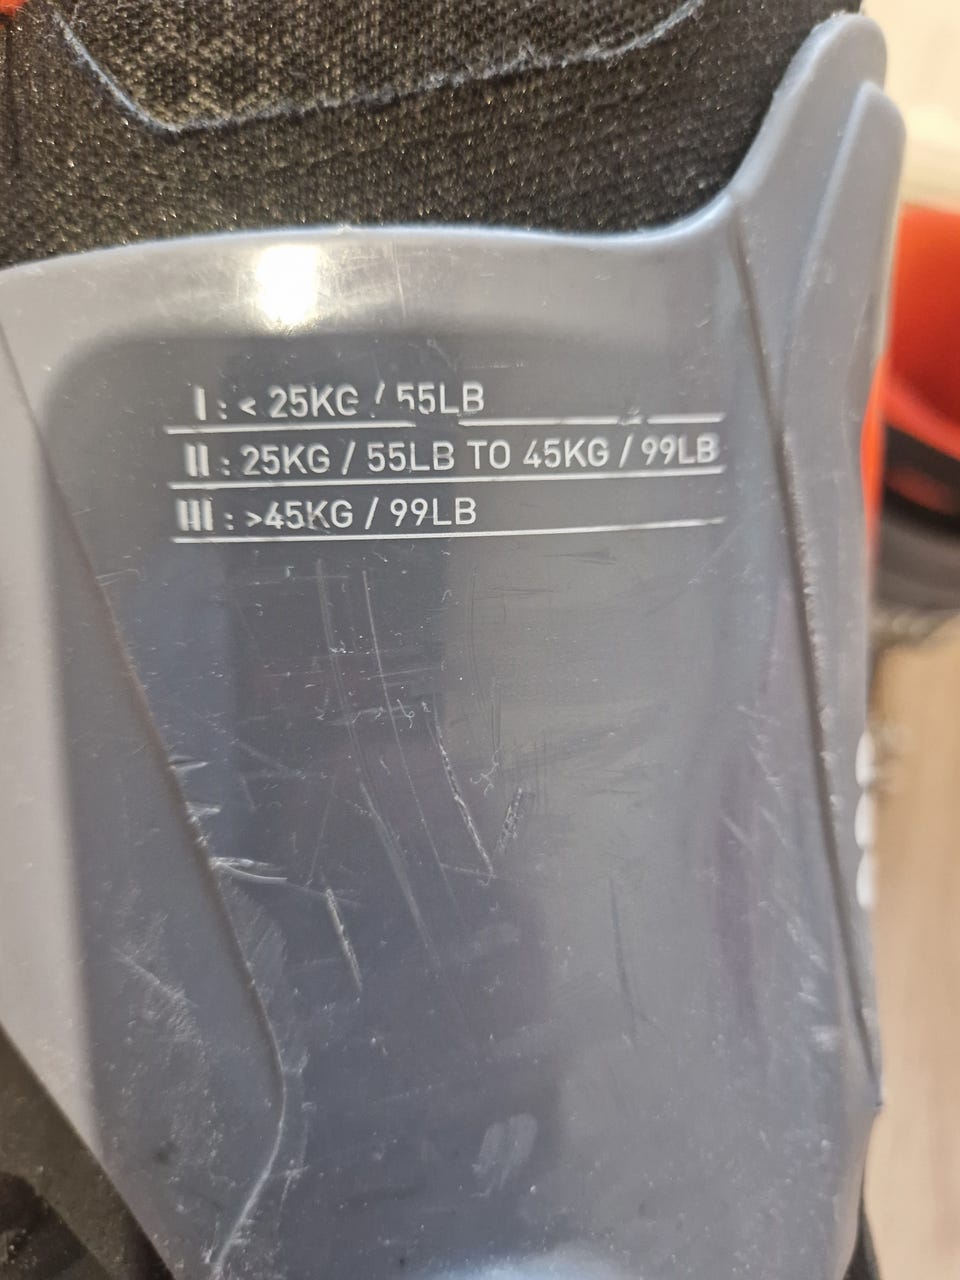 I : < 25KG / 55LB
II : 25KG / 55LB TO 45KG / 99LB
III : >45KG / 99LB